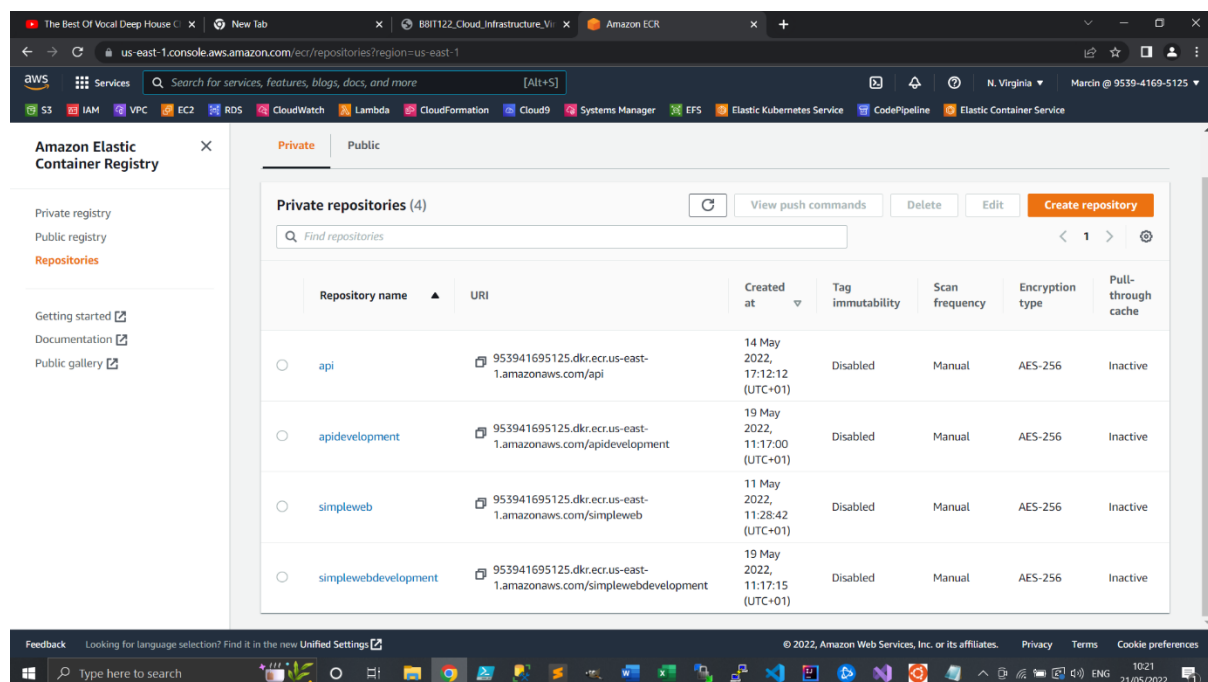 The Best Of Vocal Deep House
New Tab
B8IT122_Cloud_Infrastructure_Vir
Amazon ECR
us-east-1.console.aws.amazon.com/ecr/repositories?region=us-east-1
aws
Services
Search for services, features, blogs, docs, and more
[Alt+S]
N. Virginia
Marcin @ 9539-4169-5125
S3 IAM VPC EC2 RDS CloudWatch Lambda CloudFormation Cloud9 Systems Manager EFS Elastic Kubernetes Service CodePipeline Elastic Container Service
Amazon Elastic
Container Registry
Private registry
Public registry
Repositories
Getting started
Documentation
Public gallery
Private Public
Private repositories (4)
View push commands Delete Edit Create repository
Find repositories
1
Repository name URI Created at Tag immutability Scan frequency Encryption type Pull-through cache
api
953941695125.dkr.ecr.us-east-
1.amazonaws.com/api
14 May
2022,
17:12:12
(UTC+01)
Disabled Manual AES-256 Inactive
apidevelopment
953941695125.dkr.ecr.us-east-
1.amazonaws.com/apidevelopment
19 May
2022,
11:17:00
(UTC+01)
Disabled Manual AES-256 Inactive
simpleweb
953941695125.dkr.ecr.us-east-
1.amazonaws.com/simpleweb
11 May
2022,
11:28:42
(UTC+01)
Disabled Manual AES-256 Inactive
simplewebdevelopment
953941695125.dkr.ecr.us-east-
1.amazonaws.com/simplewebdevelopment
19 May
2022,
11:17:15
(UTC+01)
Disabled Manual AES-256 Inactive
Feedback Looking for language selection? Find it in the new Unified Settings
© 2022, Amazon Web Services, Inc. or its affiliates. Privacy Terms Cookie preferences
Type here to search
ENG
10:21
21/05/2022